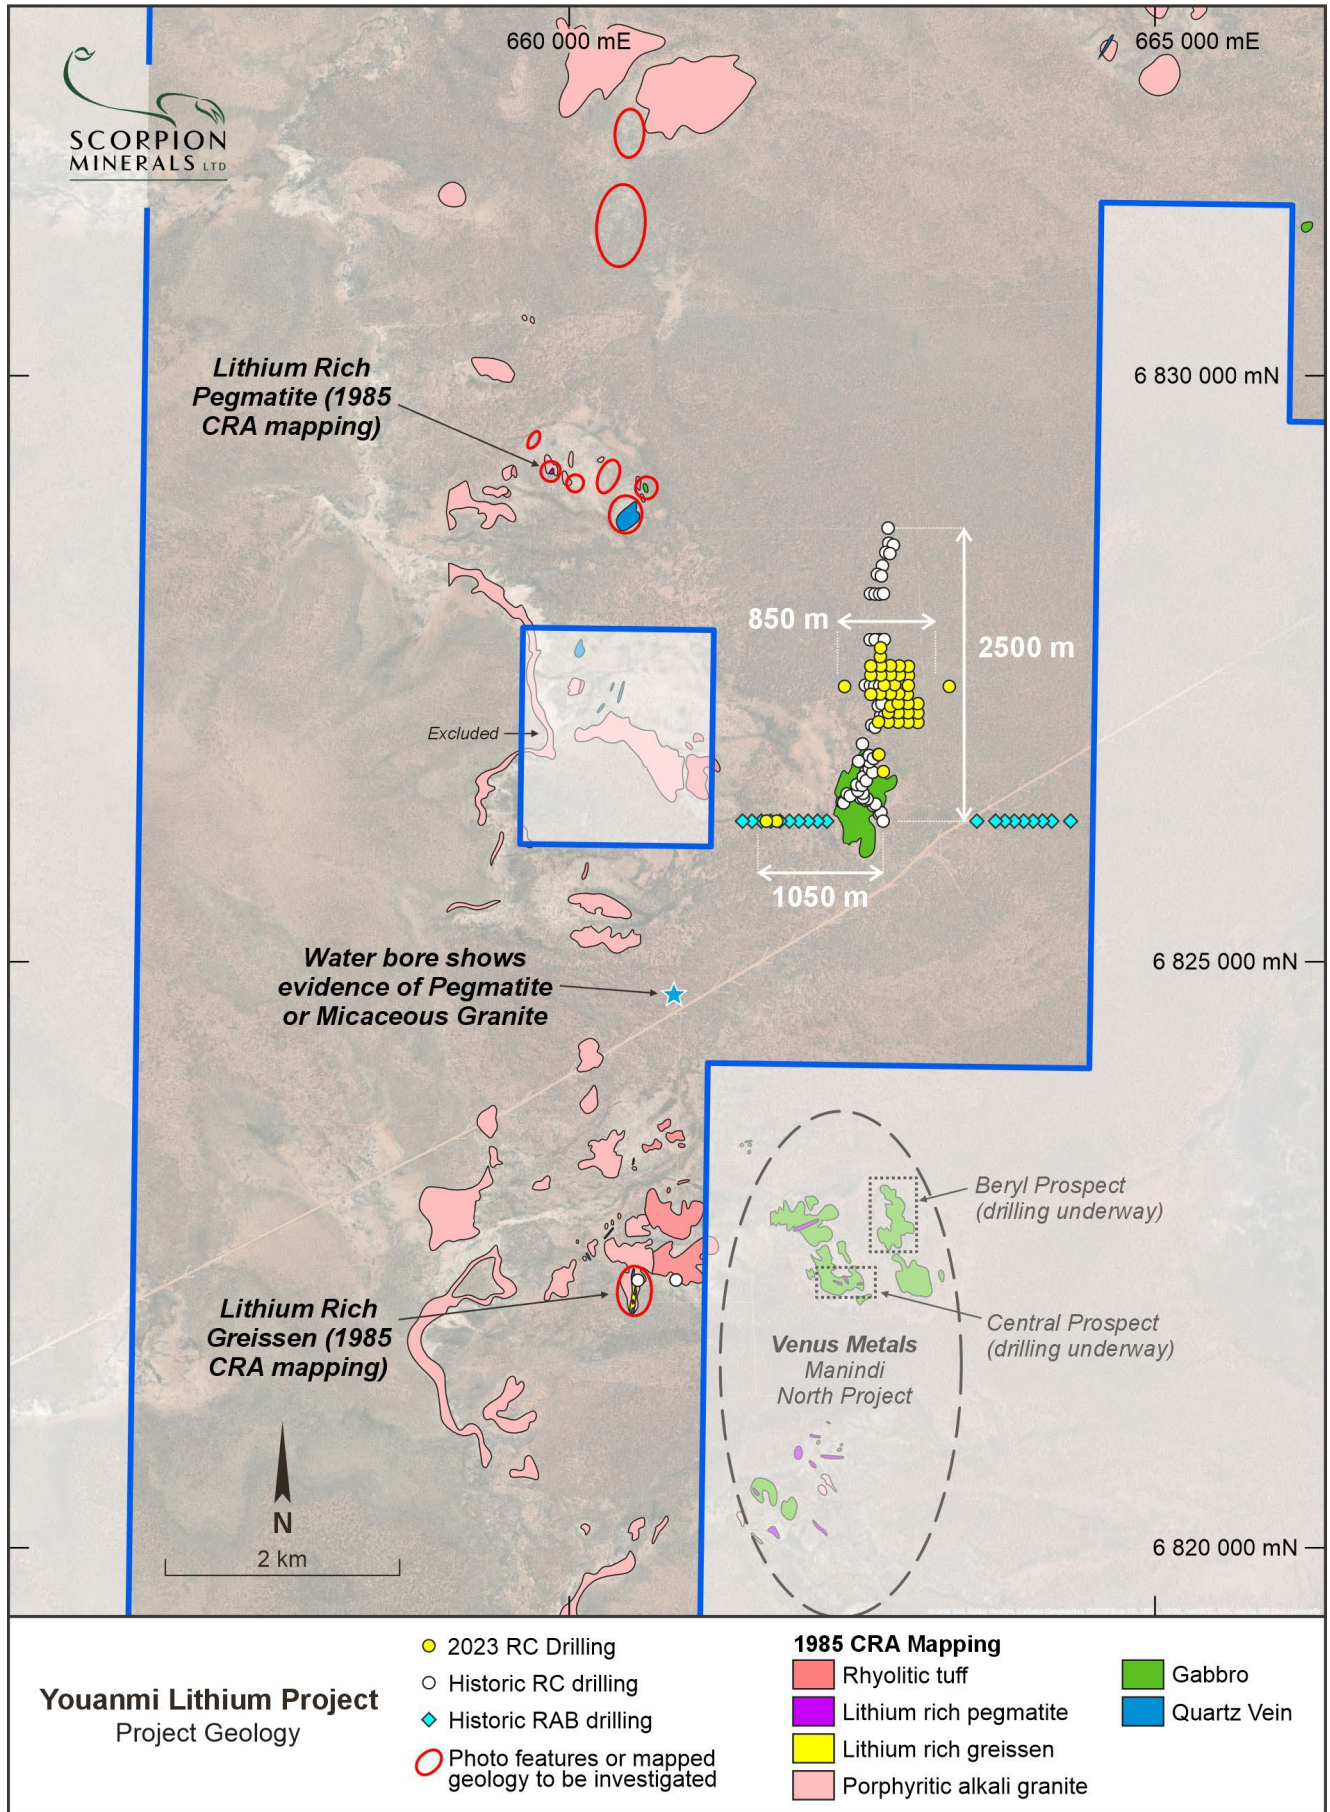 660 000 mE
665 000 mE
SCORPION
MINERALS LTD
Lithium Rich
Pegmatite (1985
CRA mapping)
6 830 000 mN
850 m
2500 m
Excluded
1050 m
Water bore shows
evidence of Pegmatite
or Micaceous Granite
6 825 000 mN
Beryl Prospect
(drilling underway)
Lithium Rich
Greissen (1985
CRA mapping)
Central Prospect
(drilling underway)
Venus Metals
Manindi
North Project
N
2 km
6 820 000 mN
Youanmi Lithium Project
Project Geology
2023 RC Drilling
Historic RC drilling
Historic RAB drilling
Photo features or mapped
geology to be investigated
1985 CRA Mapping
Rhyolitic tuff
Lithium rich pegmatite
Lithium rich greissen
Porphyritic alkali granite
Gabbro
Quartz Vein